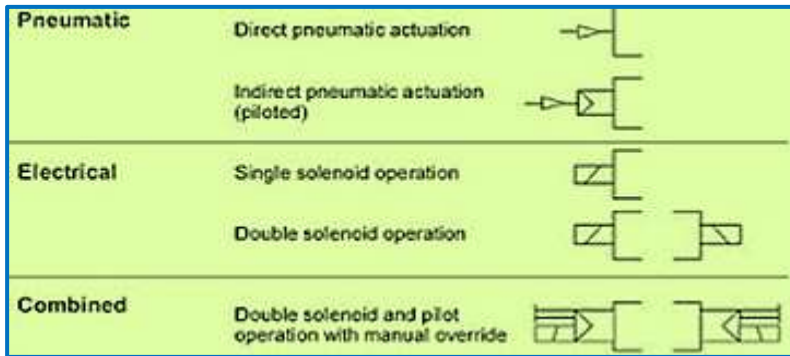 Pneumatic
Direct pneumatic actuation
Indirect pneumatic actuation
(piloted)
Electrical
Single solenoid operation
Double solenoid operation
Combined
Double solenoid and pilot
operation with manual override